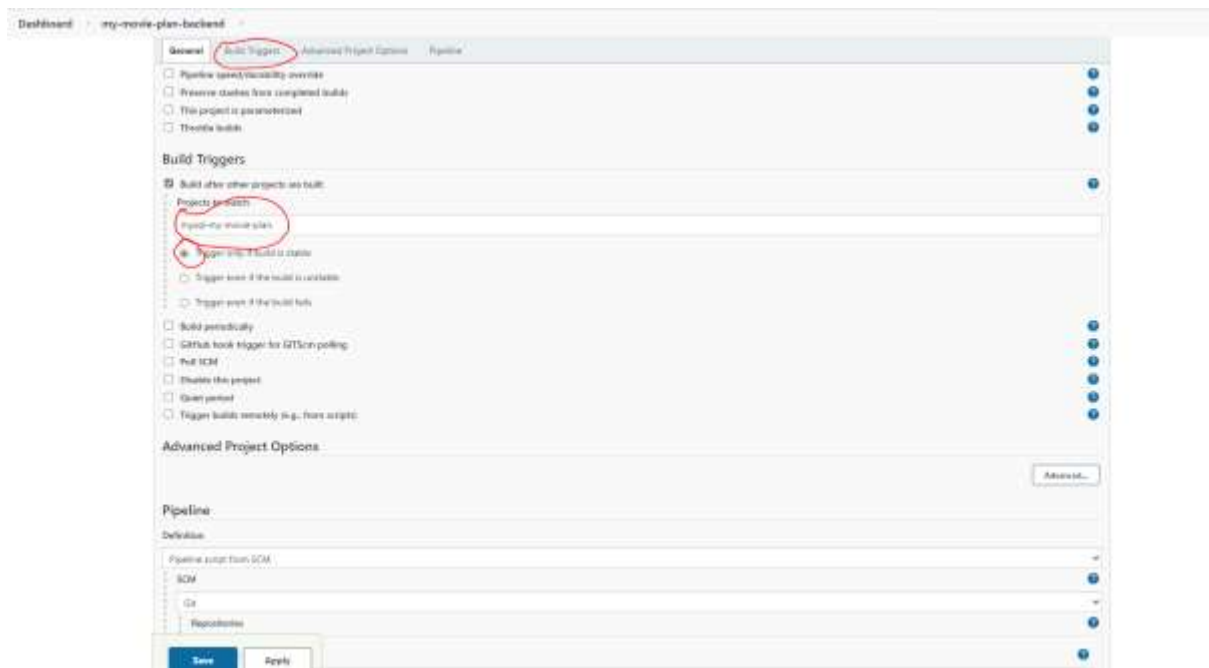 Dashboard my-movie-plan-backend
General Build Triggers Advanced Project Options Pipeline
Pipeline speed/durability override
Preserve stashes from completed builds
This project is parameterized
Throttle builds
Build Triggers
Build after other projects are built
Projects to watch
my-movie-plan
Trigger only if build is stable
Trigger even if the build is unstable
Trigger even if the build fails
Build periodically
GitHub hook trigger for GITScm polling
Poll SCM
Disable this project
Quiet period
Trigger builds remotely (e.g., from scripts)
Advanced Project Options
Advanced...
Pipeline
Definition
Pipeline script from SCM
SCM
Git
Repositories
Save Apply